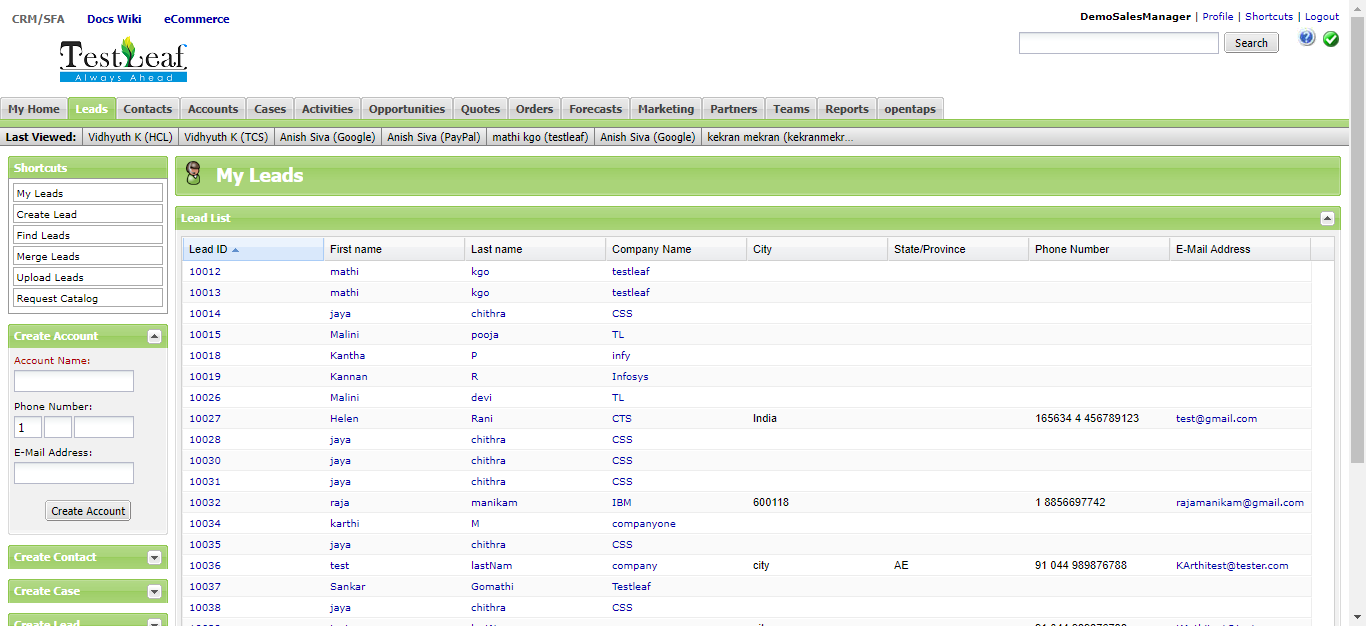 CRM/SFA Docs Wiki eCommerce
DemoSalesManager | Profile | Shortcuts | Logout
TestLeaf
Always Ahead
Search
My Home Leads Contacts Accounts Cases Activities Opportunities Quotes Orders Forecasts Marketing Partners Teams Reports opentaps
Last Viewed: Vidhyuth K (HCL) Vidhyuth K (TCS) Anish Siva (Google) Anish Siva (PayPal) mathi kgo (testleaf) Anish Siva (Google) kekran mekran (kekranmekr...
Shortcuts
My Leads
Create Lead
Find Leads
Merge Leads
Upload Leads
Request Catalog
Create Account
Account Name:
Phone Number:
1
E-Mail Address:
Create Account
Create Contact
Create Case
Create Lead
My Leads
Lead List
Lead ID First name Last name Company Name City State/Province Phone Number E-Mail Address
10012 mathi kgo testleaf
10013 mathi kgo testleaf
10014 jaya chithra CSS
10015 Malini pooja TL
10018 Kantha P infy
10019 Kannan R Infosys
10026 Malini devi TL
10027 Helen Rani CTS India 165634 4 456789123 test@gmail.com
10028 jaya chithra CSS
10030 jaya chithra CSS
10031 jaya chithra CSS
10032 raja manikam IBM 600118 1 8856697742 rajamanikam@gmail.com
10034 karthi M companyone
10035 jaya chithra CSS
10036 test lastNam company city AE 91 044 989876788 KArthitest@tester.com
10037 Sankar Gomathi Testleaf
10038 jaya chithra CSS